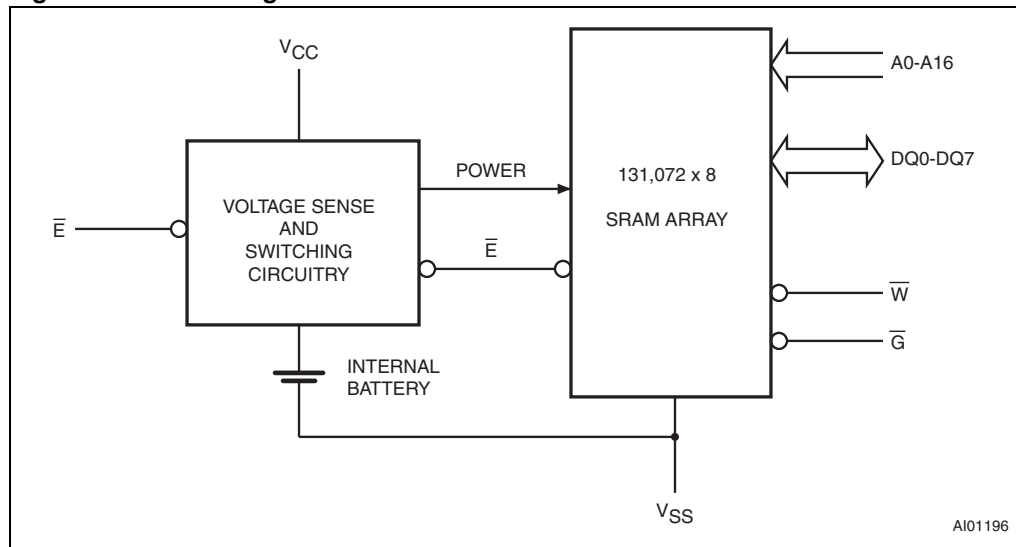 VCC
A0-A16
DQ0-DQ7
POWER
131,072 x 8
SRAM ARRAY
E̅
VOLTAGE SENSE
AND
SWITCHING
CIRCUITRY
E̅
W̅
G̅
INTERNAL
BATTERY
VSS
AI01196